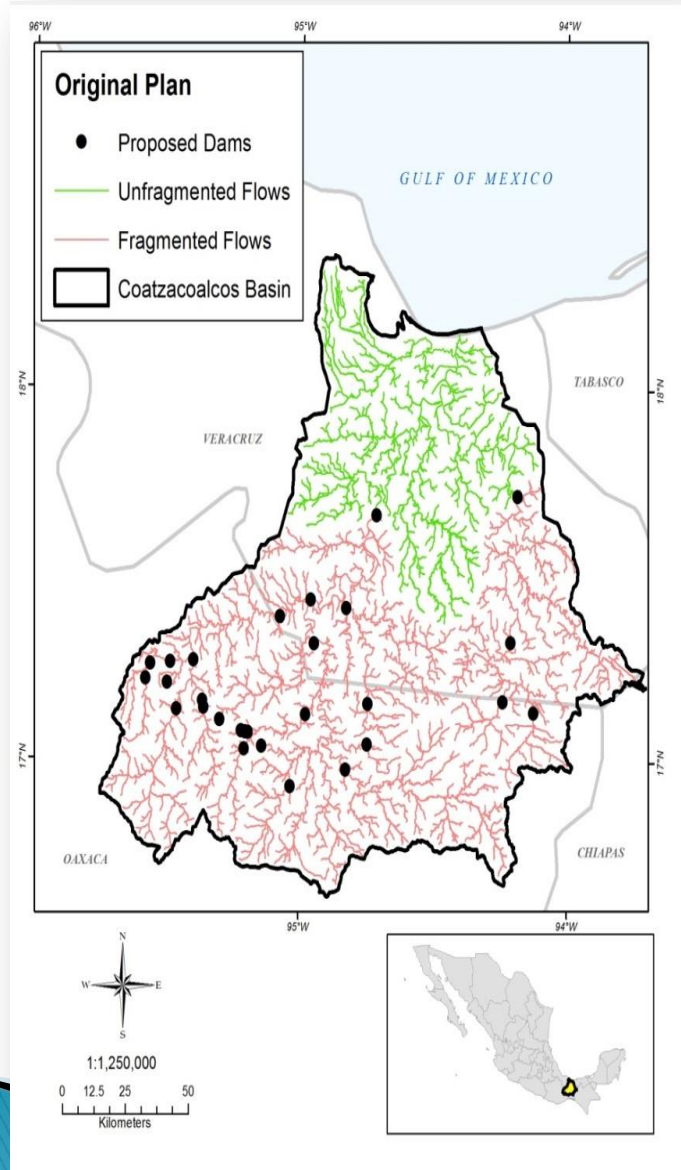 96°W
95°W
94°W
Original Plan
Proposed Dams
Unfragmented Flows
Fragmented Flows
Coatzacoalcos Basin
GULF OF MEXICO
18°N
18°N
TABASCO
VERACRUZ
17°N
17°N
OAXACA
CHIAPAS
95°W
94°W
N
W
E
S
1:1,250,000
0 12.5 25 50
Kilometers